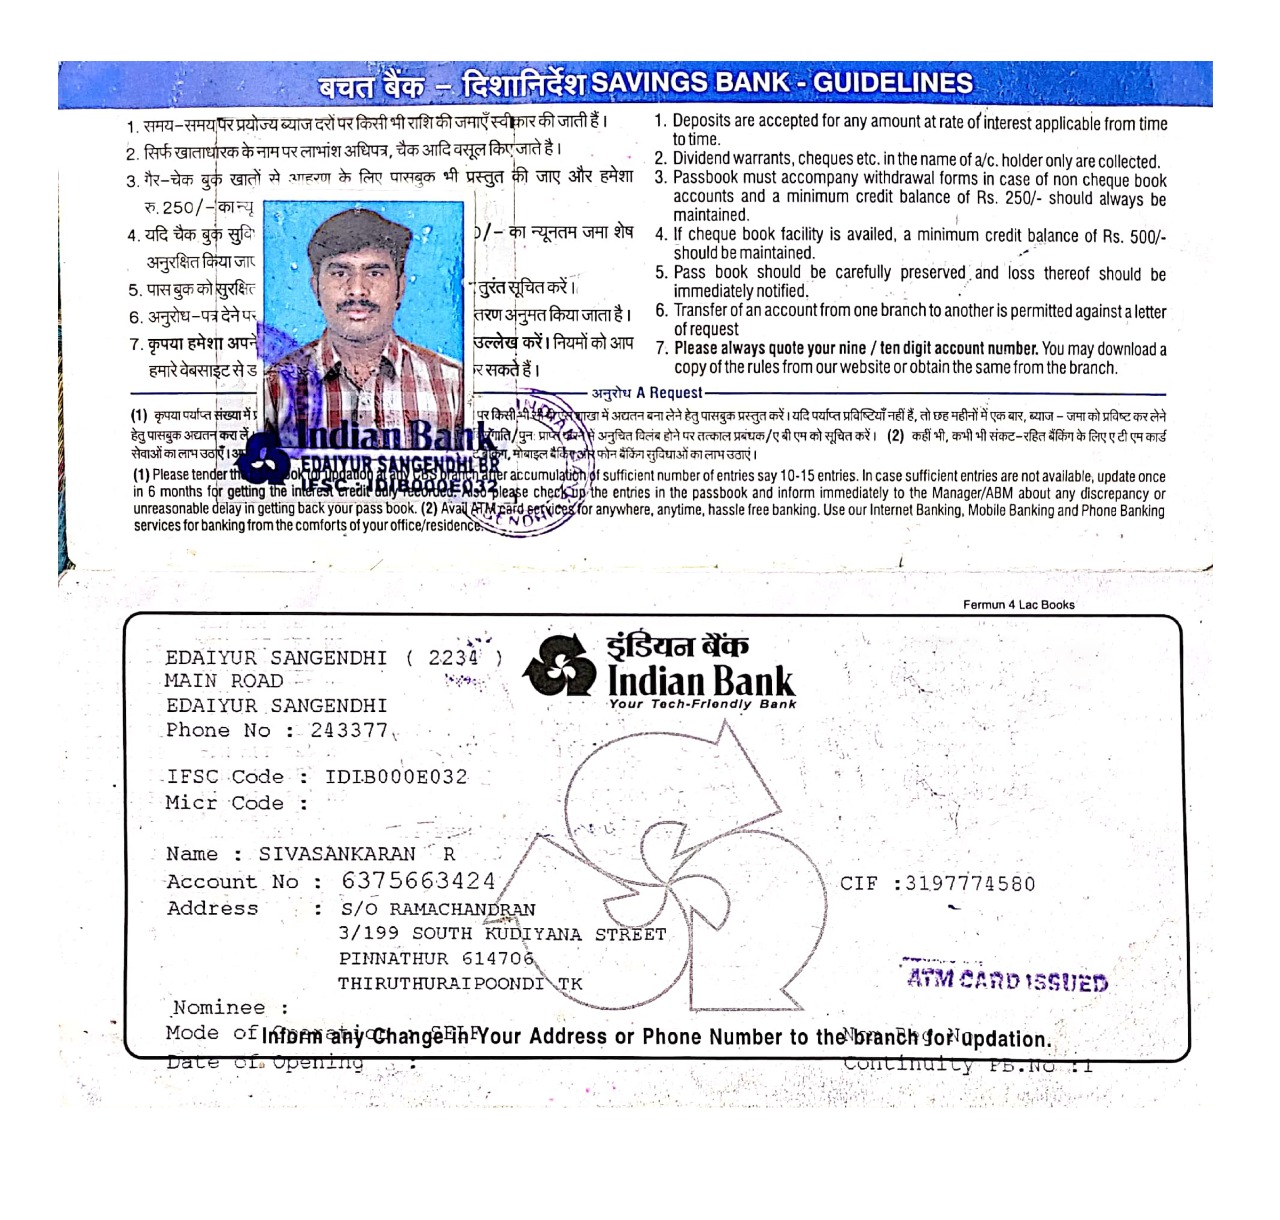 बचत बैंक – दिशानिर्देश SAVINGS BANK - GUIDELINES
1. समय–समय पर प्रयोज्य ब्याज दरों पर किसी भी राशि की जमाएँ स्वीकार की जाती हैं।
2. सिर्फ खाताधारक के नाम पर लाभांश अधिपत्र, चैक आदि वसूल किए जाते है।
3. गैर–चेक बुक खातों से आहरण के लिए पासबुक भी प्रस्तुत की जाए और हमेशा
रु. 250/– का न्यू
4. यदि चैक बुक सुवि 0/– का न्यूनतम जमा शेष
अनुरक्षित किया जाए
5. पास बुक को सुरक्षित तुरंत सूचित करें।
6. अनुरोध–पत्र देने पर तरण अनुमत किया जाता है।
7. कृपया हमेशा अपने उल्लेख करें। नियमों को आप
हमारे वेबसाइट से ड र सकते हैं।
1. Deposits are accepted for any amount at rate of interest applicable from time
to time.
2. Dividend warrants, cheques etc. in the name of a/c. holder only are collected.
3. Passbook must accompany withdrawal forms in case of non cheque book
accounts and a minimum credit balance of Rs. 250/- should always be
maintained.
4. If cheque book facility is availed, a minimum credit balance of Rs. 500/-
should be maintained.
5. Pass book should be carefully preserved and loss thereof should be
immediately notified.
6. Transfer of an account from one branch to another is permitted against a letter
of request
7. Please always quote your nine / ten digit account number. You may download a
copy of the rules from our website or obtain the same from the branch.
अनुरोध A Request
(1) कृपया पर्याप्त संख्या में पर किसी भी शाखा में अद्यतन बना लेने हेतु पासबुक प्रस्तुत करें। यदि पर्याप्त प्रविष्टियाँ नहीं हैं, तो छह महीनों में एक बार, ब्याज – जमा को प्रविष्ट कर लेने
हेतु पासबुक अद्यतन करा लें में अनुचित विलंब होने पर तत्काल प्रबंधक/ए बी एम को सूचित करें। (2) कहीं भी, कभी भी संकट–रहित बैंकिंग के लिए ए टी एम कार्ड
सेवाओं का लाभ उठाएँ। बैंकिंग, मोबाइल बैंकिंग और फोन बैंकिंग सुविधाओं का लाभ उठाएं।
Indian Bank
EDAIYUR SANGENDHI BR
IFSC : IDIB000E032
(1) Please tender the book for updation at any CBS branch after accumulation of sufficient number of entries say 10-15 entries. In case sufficient entries are not available, update once
in 6 months for getting the interest credit duly recorded. Also please check up the entries in the passbook and inform immediately to the Manager/ABM about any discrepancy or
unreasonable delay in getting back your pass book. (2) Avail ATM card services for anywhere, anytime, hassle free banking. Use our Internet Banking, Mobile Banking and Phone Banking
services for banking from the comforts of your office/residence.
Fermun 4 Lac Books
EDAIYUR SANGENDHI ( 2234 )
MAIN ROAD
EDAIYUR SANGENDHI
Phone No : 243377
इंडियन बैंक
Indian Bank
Your Tech-Friendly Bank
IFSC Code : IDIB000E032
Micr Code :
Name : SIVASANKARAN R
Account No : 6375663424
CIF :3197774580
Address : S/O RAMACHANDRAN
3/199 SOUTH KUDIYANA STREET
PINNATHUR 614706
THIRUTHURAIPOONDI TK
ATM CARD ISSUED
Nominee :
Mode of Operation : SELF
Inform any Change in Your Address or Phone Number to the branch for updation.
Date of Opening :
Continuity PB.No :1